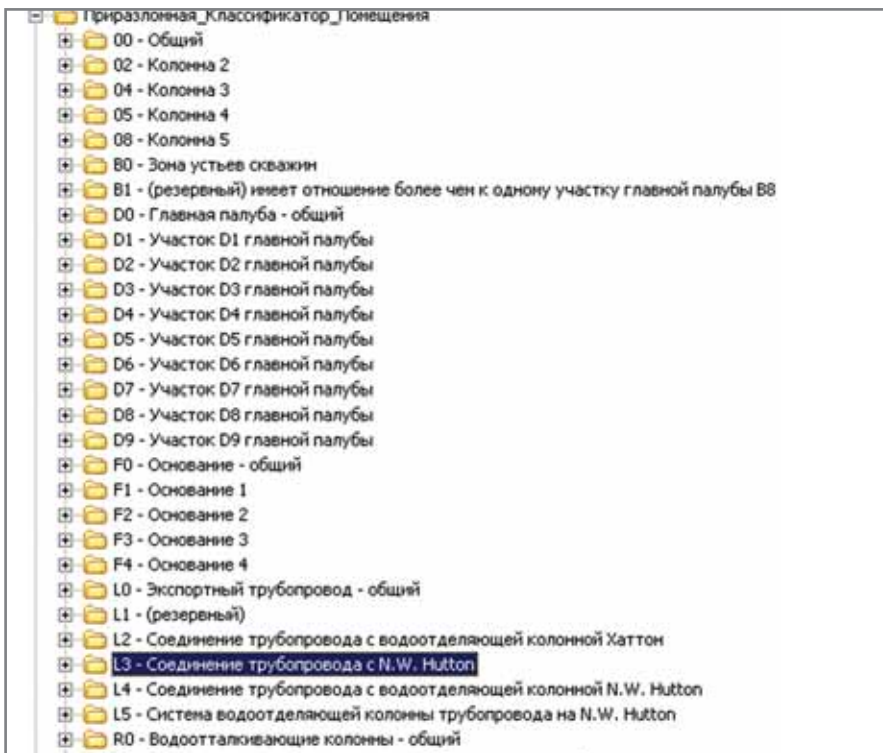 Приразломная_Классификатор_Помещения
00 - Общий
02 - Колонна 2
04 - Колонна 3
05 - Колонна 4
08 - Колонна 5
B0 - Зона устьев скважин
B1 - (резервный) имеет отношение более чем к одному участку главной палубы B8
D0 - Главная палуба - общий
D1 - Участок D1 главной палубы
D2 - Участок D2 главной палубы
D3 - Участок D3 главной палубы
D4 - Участок D4 главной палубы
D5 - Участок D5 главной палубы
D6 - Участок D6 главной палубы
D7 - Участок D7 главной палубы
D8 - Участок D8 главной палубы
D9 - Участок D9 главной палубы
F0 - Основание - общий
F1 - Основание 1
F2 - Основание 2
F3 - Основание 3
F4 - Основание 4
L0 - Экспортный трубопровод - общий
L1 - (резервный)
L2 - Соединение трубопровода с водоотделяющей колонной Хаттон
L3 - Соединение трубопровода с N.W. Hutton
L4 - Соединение трубопровода с водоотделяющей колонной N.W. Hutton
L5 - Система водоотделяющей колонны трубопровода на N.W. Hutton
R0 - Водоотталкивающие колонны - общий